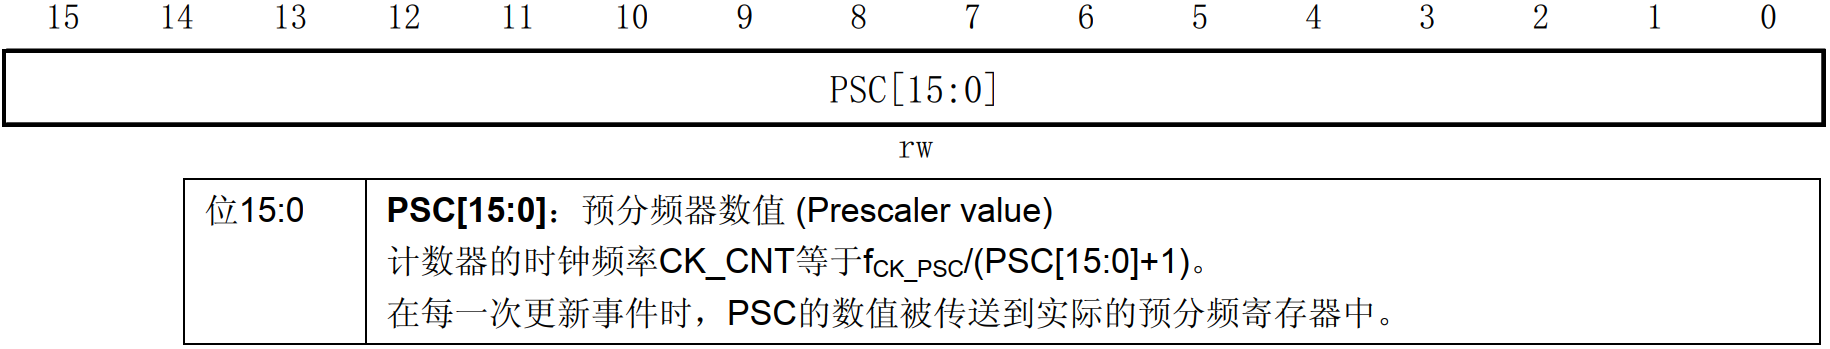 15 14 13 12 11 10 9 8 7 6 5 4 3 2 1 0
PSC[15:0]
rw
位15:0
PSC[15:0]：预分频器数值 (Prescaler value)
计数器的时钟频率CK_CNT等于fCK_PSC/(PSC[15:0]+1)。
在每一次更新事件时，PSC的数值被传送到实际的预分频寄存器中。